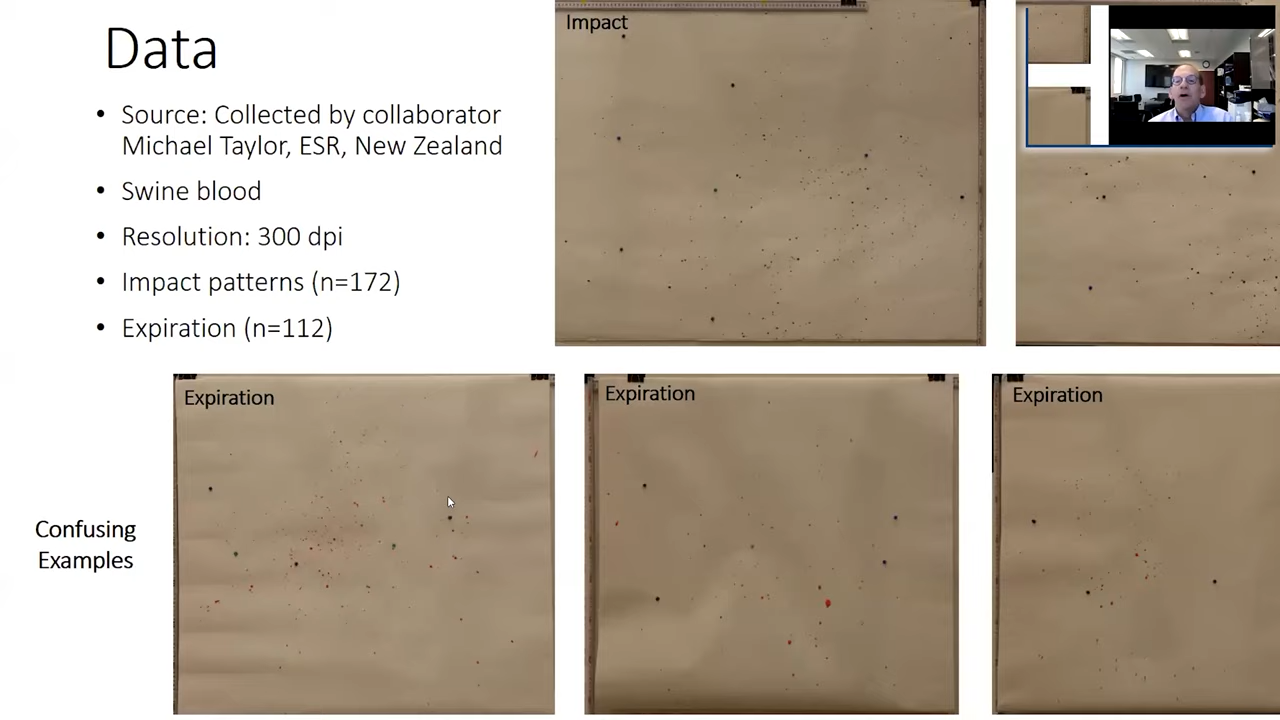 Data
• Source: Collected by collaborator
Michael Taylor, ESR, New Zealand
• Swine blood
• Resolution: 300 dpi
• Impact patterns (n=172)
• Expiration (n=112)
Impact
Confusing
Examples
Expiration
Expiration
Expiration